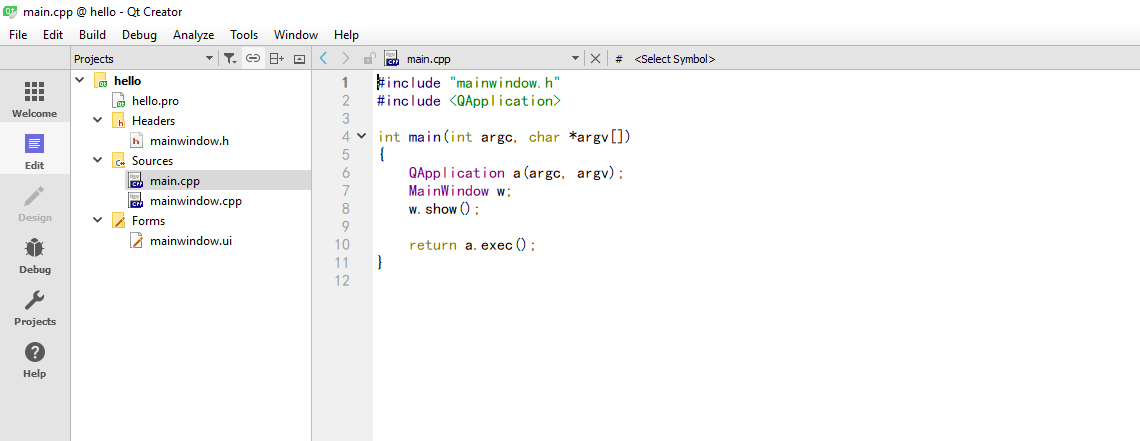 main.cpp @ hello - Qt Creator
File Edit Build Debug Analyze Tools Window Help
Projects
main.cpp
# <Select Symbol>
Welcome
Edit
Design
Debug
Projects
Help
hello
hello.pro
Headers
mainwindow.h
Sources
main.cpp
mainwindow.cpp
Forms
mainwindow.ui
1 #include "mainwindow.h"
2 #include <QApplication>
3
4 int main(int argc, char *argv[])
5 {
6 QApplication a(argc, argv);
7 MainWindow w;
8 w.show();
9
10 return a.exec();
11 }
12